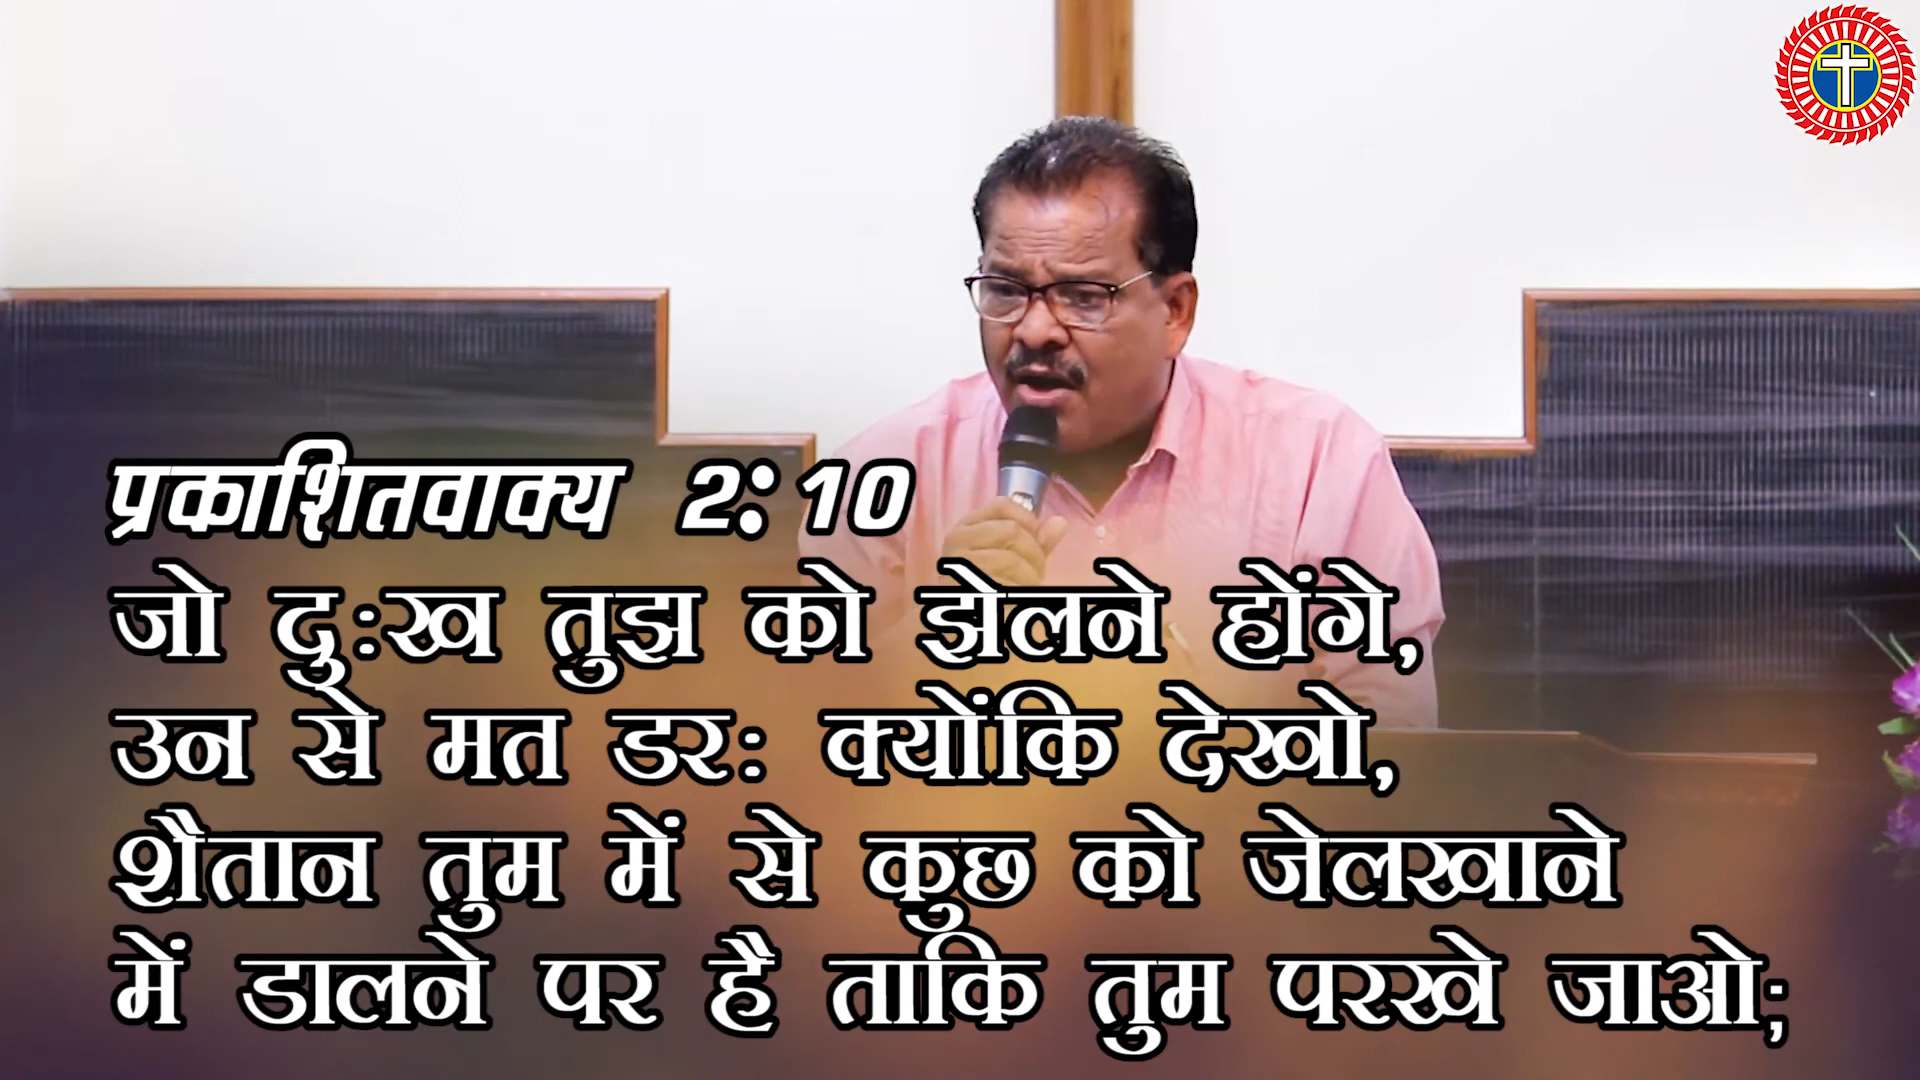 प्रकाशितवाक्य 2:10
जो दु:ख तुझ को झेलने होंगे,
उन से मत डर: क्योंकि देखो,
शैतान तुम में से कुछ को जेलखाने
में डालने पर है ताकि तुम परखे जाओ;